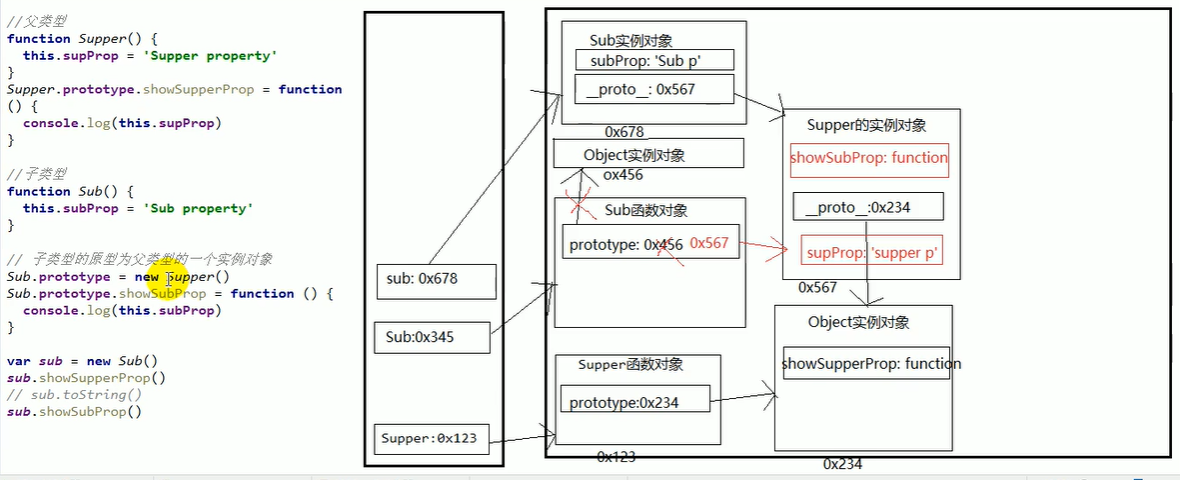 //父类型
function Supper() {
this.supProp = 'Supper property'
}
Supper.prototype.showSupperProp = function
() {
console.log(this.supProp)
}
//子类型
function Sub() {
this.subProp = 'Sub property'
}
// 子类型的原型为父类型的一个实例对象
Sub.prototype = new Supper()
Sub.prototype.showSubProp = function () {
console.log(this.subProp)
}
var sub = new Sub()
sub.showSupperProp()
// sub.toString()
sub.showSubProp()
sub: 0x678
Sub:0x345
Supper:0x123
Sub实例对象
subProp: 'Sub p'
__proto__: 0x567
0x678
Object实例对象
ox456
Sub函数对象
prototype: 0x456 0x567
Supper函数对象
prototype:0x234
0x123
Supper的实例对象
showSubProp: function
__proto__:0x234
supProp: 'supper p'
0x567
Object实例对象
showSupperProp: function
0x234